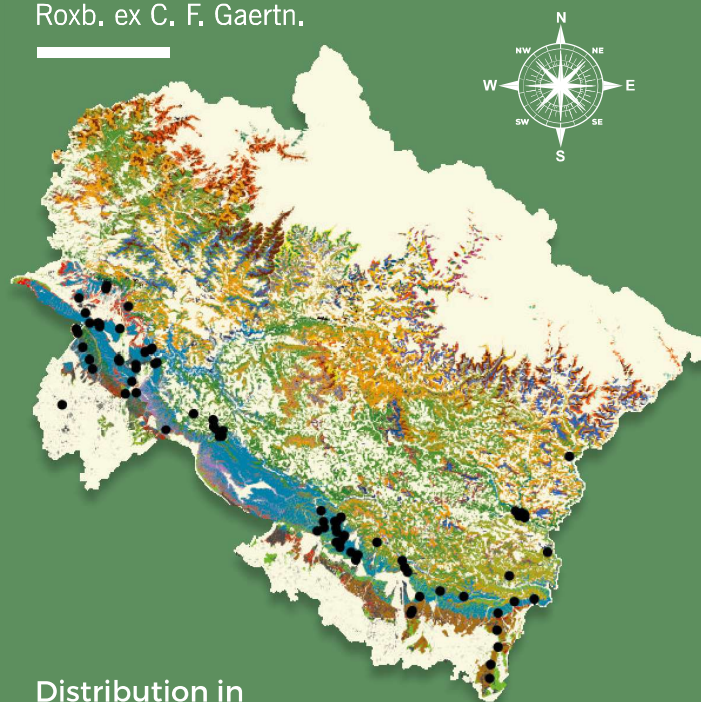 Roxb. ex C. F. Gaertn.
N
NW
NE
W
E
SW
SE
S
Distribution in